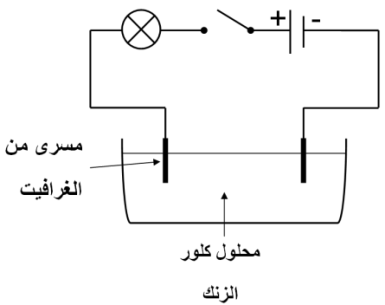 + -
مسرى من
الغرافيت
محلول كلور
الزنك